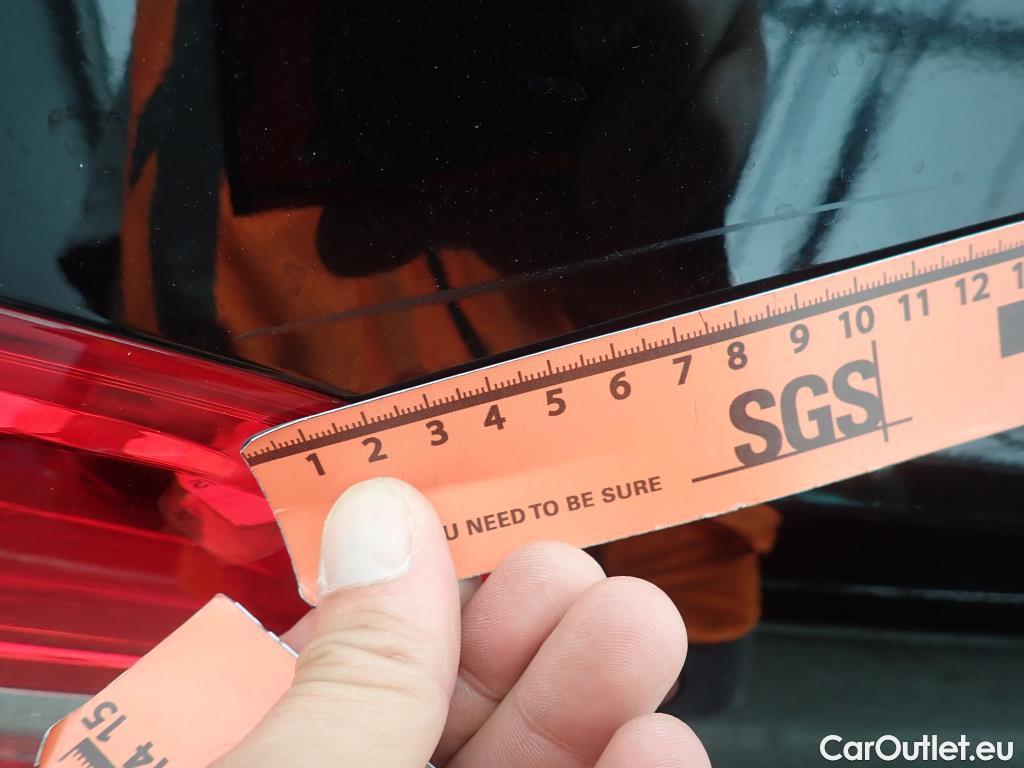 1 2 3 4 5 6 7 8 9 10 11 12
SGS
NEED TO BE SURE
14 15
CarOutlet.eu